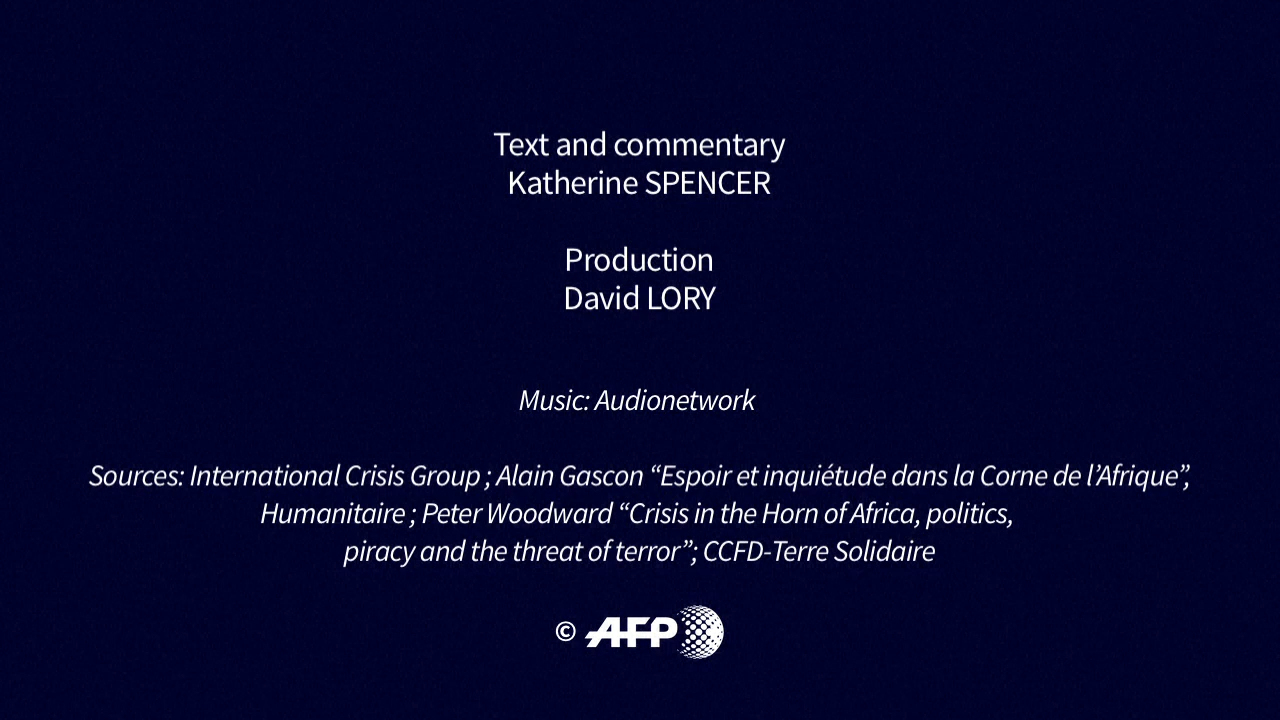 Text and commentary
Katherine SPENCER
Production
David LORY
Music: Audionetwork
Sources: International Crisis Group ; Alain Gascon “Espoir et inquiétude dans la Corne de l’Afrique”,
Humanitaire ; Peter Woodward “Crisis in the Horn of Africa, politics,
piracy and the threat of terror”; CCFD-Terre Solidaire
© AFP